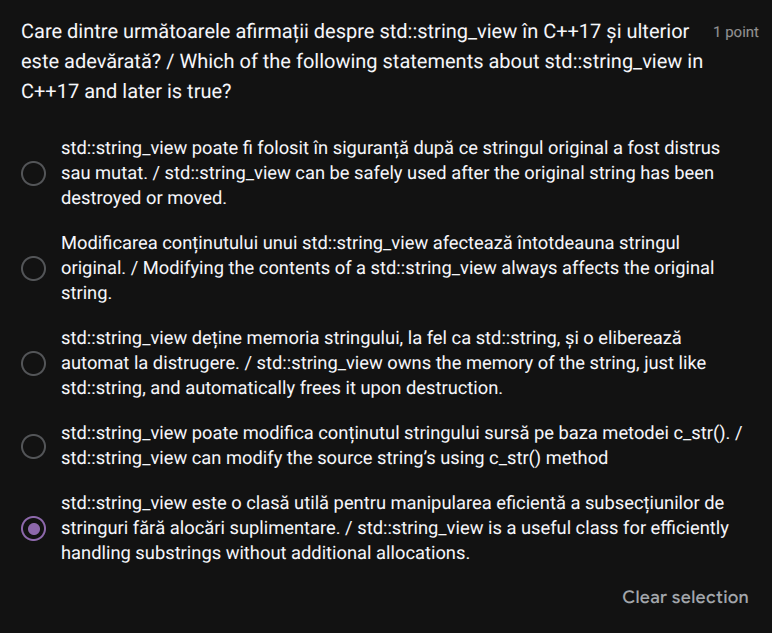 Care dintre următoarele afirmații despre std::string_view în C++17 și ulterior 1 point
este adevărată? / Which of the following statements about std::string_view in
C++17 and later is true?
std::string_view poate fi folosit în siguranță după ce stringul original a fost distrus
sau mutat. / std::string_view can be safely used after the original string has been
destroyed or moved.
Modificarea conținutului unui std::string_view afectează întotdeauna stringul
original. / Modifying the contents of a std::string_view always affects the original
string.
std::string_view deține memoria stringului, la fel ca std::string, și o eliberează
automat la distrugere. / std::string_view owns the memory of the string, just like
std::string, and automatically frees it upon destruction.
std::string_view poate modifica conținutul stringului sursă pe baza metodei c_str(). /
std::string_view can modify the source string’s using c_str() method
std::string_view este o clasă utilă pentru manipularea eficientă a subsecțiunilor de
stringuri fără alocări suplimentare. / std::string_view is a useful class for efficiently
handling substrings without additional allocations.
Clear selection